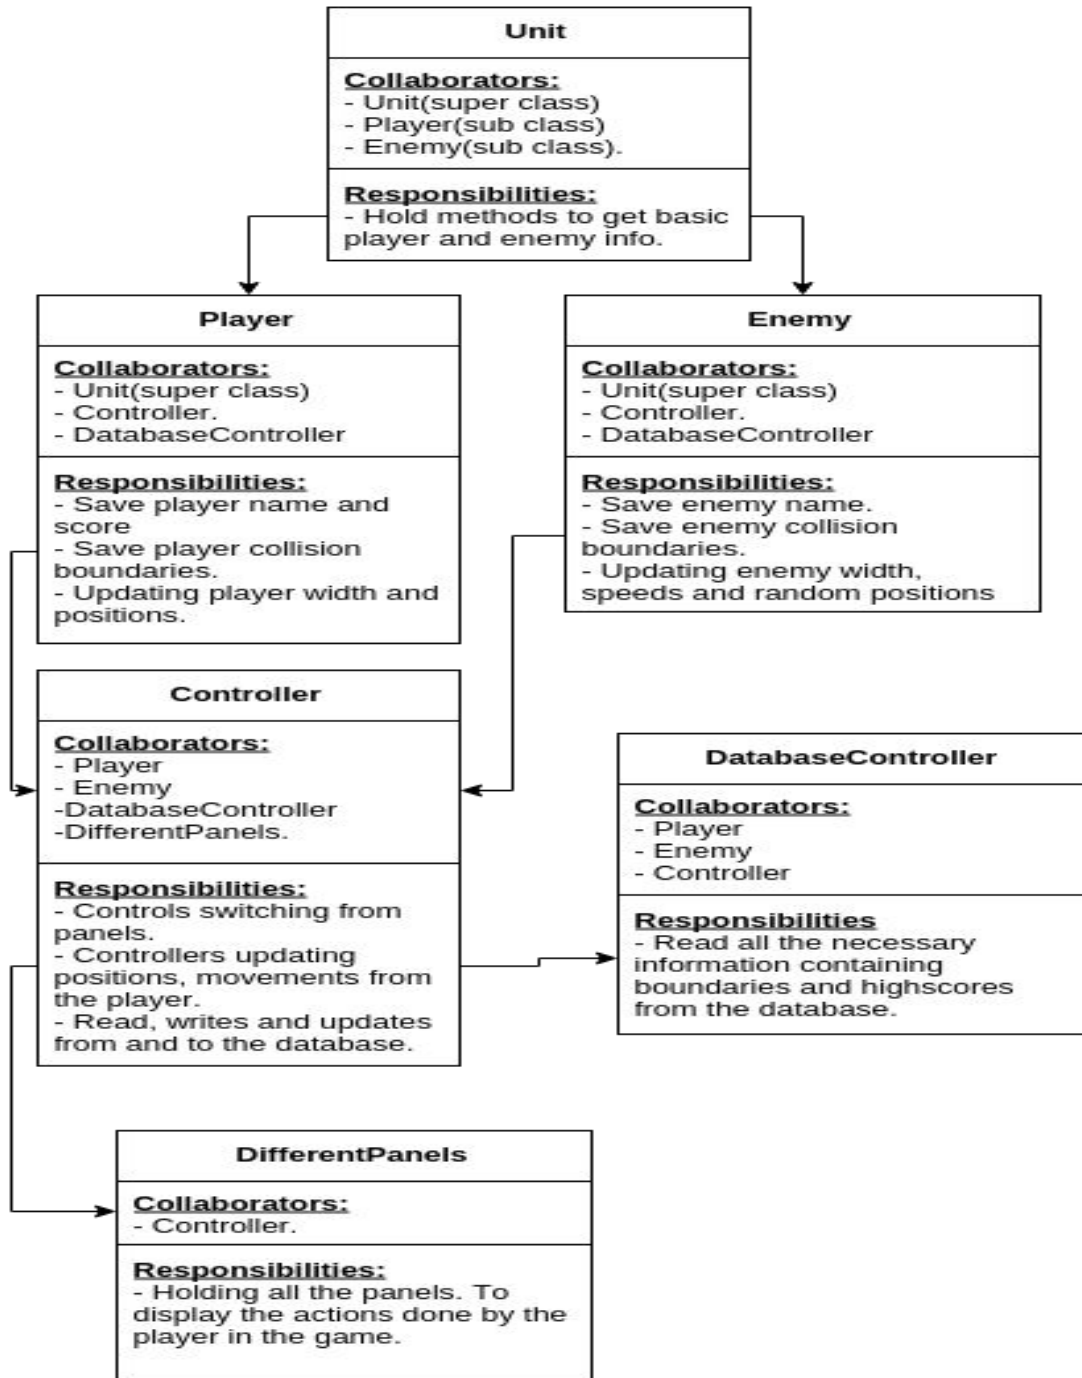 Unit
Collaborators:
- Unit(super class)
- Player(sub class)
- Enemy(sub class).
Responsibilities:
- Hold methods to get basic
player and enemy info.
Player
Collaborators:
- Unit(super class)
- Controller.
- DatabaseController
Responsibilities:
- Save player name and
score
- Save player collision
boundaries.
- Updating player width and
positions.
Enemy
Collaborators:
- Unit(super class)
- Controller.
- DatabaseController
Responsibilities:
- Save enemy name.
- Save enemy collision
boundaries.
- Updating enemy width,
speeds and random positions
Controller
Collaborators:
- Player
- Enemy
-DatabaseController
-DifferentPanels.
Responsibilities:
- Controls switching from
panels.
- Controllers updating
positions, movements from
the player.
- Read, writes and updates
from and to the database.
DatabaseController
Collaborators:
- Player
- Enemy
- Controller
Responsibilities
- Read all the necessary
information containing
boundaries and highscores
from the database.
DifferentPanels
Collaborators:
- Controller.
Responsibilities:
- Holding all the panels. To
display the actions done by the
player in the game.